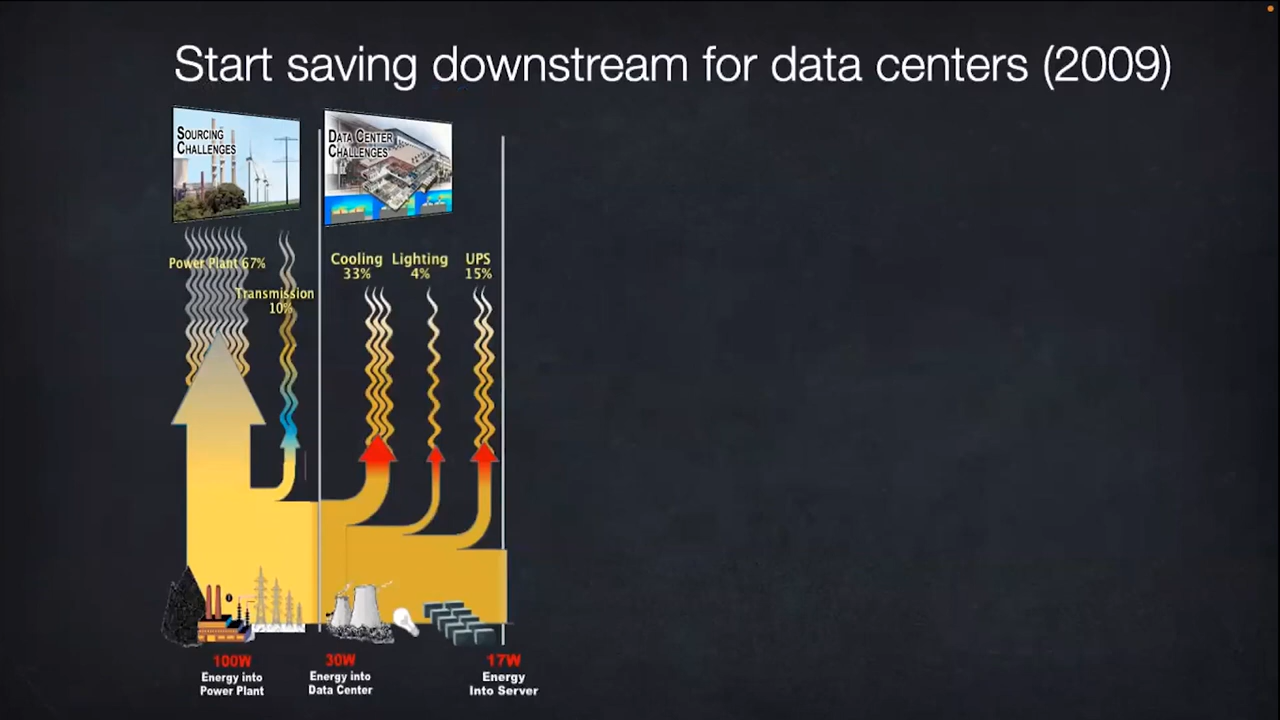 Start saving downstream for data centers (2009)
SOURCING
CHALLENGES
DATA CENTER
CHALLENGES
Power Plant 67%
Transmission
10%
Cooling
33%
Lighting
4%
UPS
15%
100W
Energy into
Power Plant
30W
Energy into
Data Center
17W
Energy
Into Server